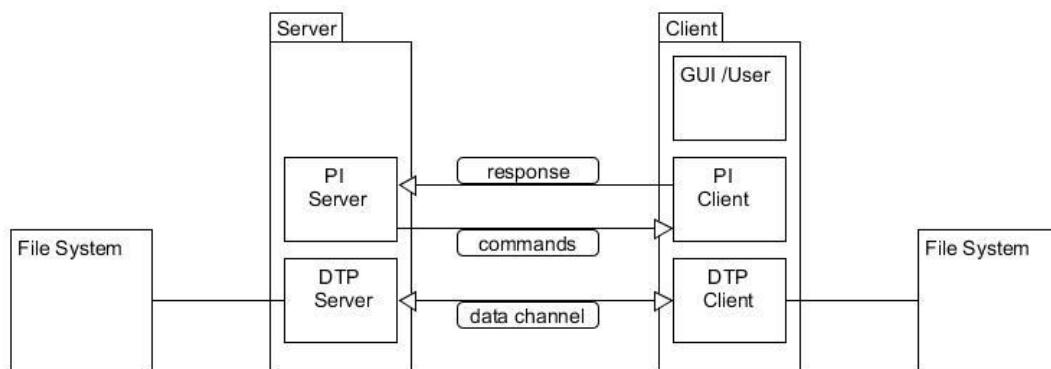 Server
Client
GUI /User
response
PI
Server
PI
Client
commands
File System
File System
DTP
Server
DTP
Client
data channel